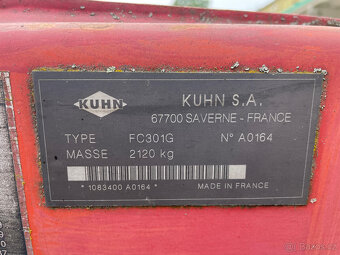 KUHN
KUHN S.A.
67700 SAVERNE - FRANCE
TYPE FC301G N° A0164
MASSE 2120 kg
* 1083400 A0164 *
MADE IN FRANCE